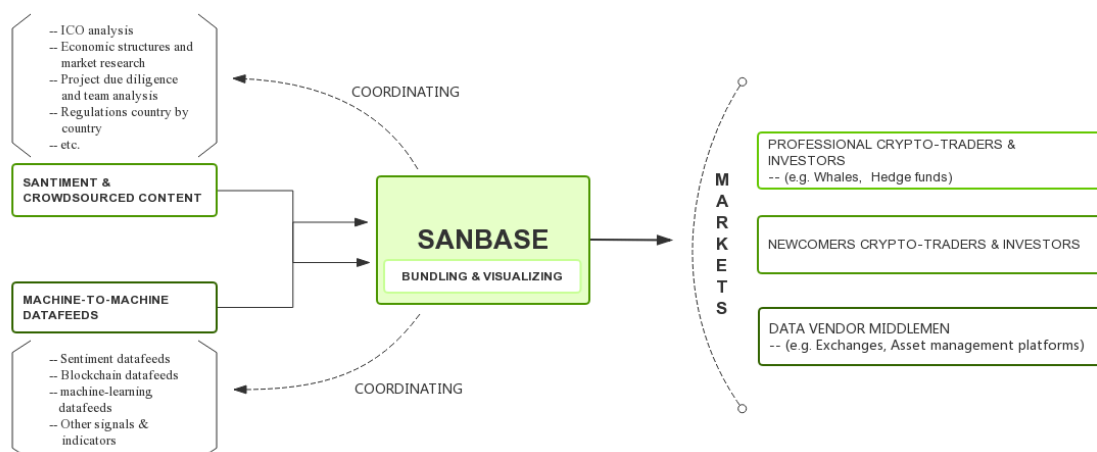 -- ICO analysis
-- Economic structures and
market research
-- Project due diligence
and team analysis
-- Regulations country by
country
-- etc.
SANTIMENT &
CROWDSOURCED CONTENT
MACHINE-TO-MACHINE
DATAFEEDS
-- Sentiment datafeeds
-- Blockchain datafeeds
-- machine-learning
datafeeds
-- Other signals &
indicators
COORDINATING
SANBASE
BUNDLING & VISUALIZING
COORDINATING
MARKETS
PROFESSIONAL CRYPTO-TRADERS &
INVESTORS
-- (e.g. Whales, Hedge funds)
NEWCOMERS CRYPTO-TRADERS & INVESTORS
DATA VENDOR MIDDLEMEN
-- (e.g. Exchanges, Asset management platforms)